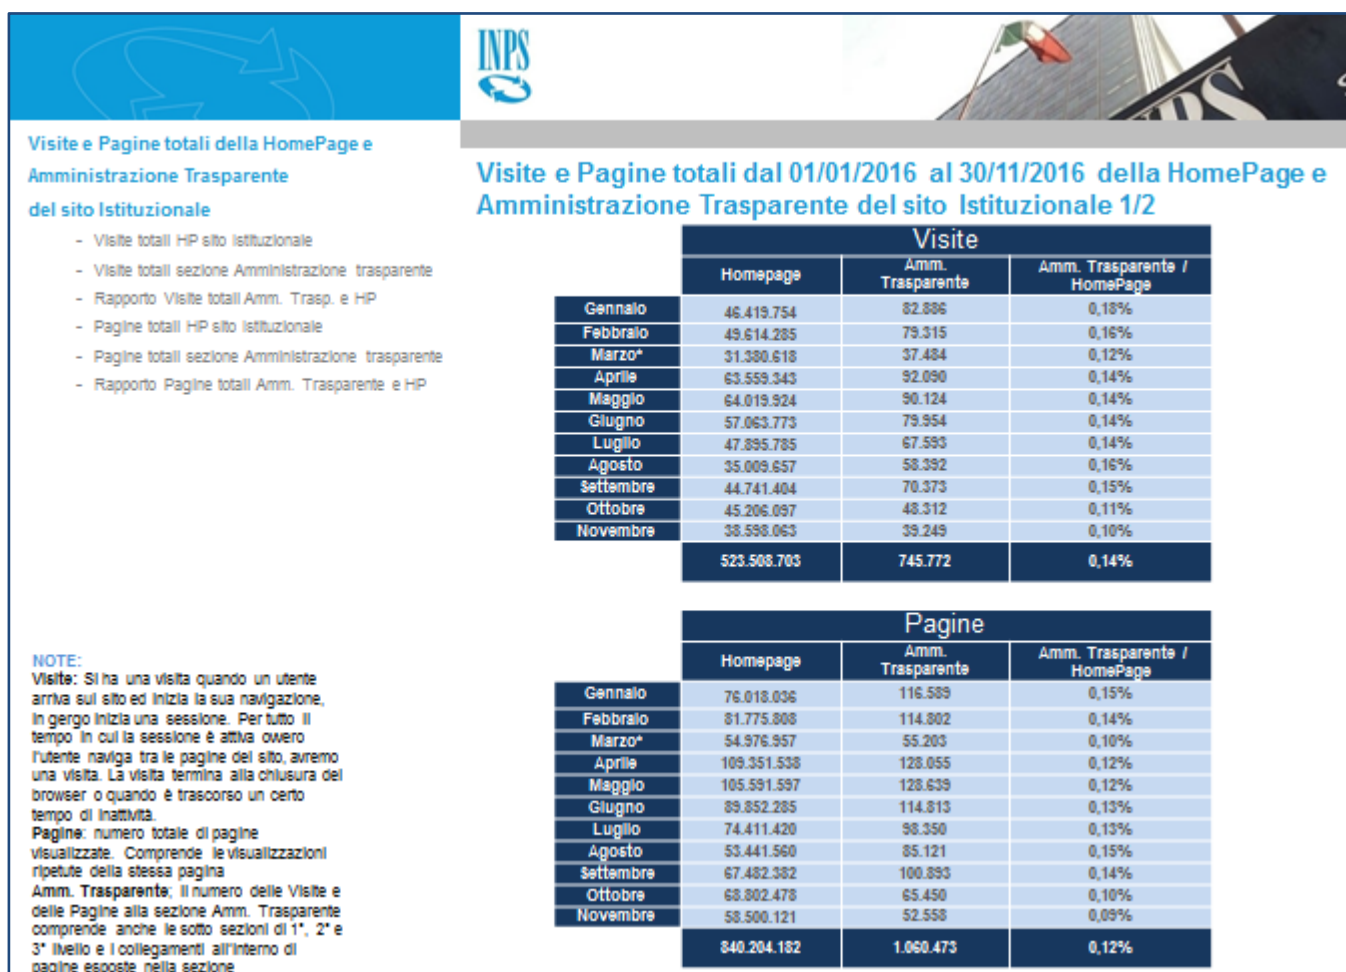 INPS
Visite e Pagine totali della HomePage e
Amministrazione Trasparente
del sito Istituzionale
- Visite totali HP sito Istituzionale
- Visite totali sezione Amministrazione trasparente
- Rapporto Visite totali Amm. Trasp. e HP
- Pagine totali HP sito Istituzionale
- Pagine totali sezione Amministrazione trasparente
- Rapporto Pagine totali Amm. Trasparente e HP
NOTE:
Visite: Si ha una visita quando un utente
arriva sul sito ed inizia la sua navigazione,
in gergo inizia una sessione. Per tutto il
tempo in cui la sessione è attiva ovvero
l'utente naviga tra le pagine del sito, avremo
una visita. La visita termina alla chiusura del
browser o quando è trascorso un certo
tempo di inattività.
Pagine: numero totale di pagine
visualizzate. Comprende le visualizzazioni
ripetute della stessa pagina
Amm. Trasparente; il numero delle Visite e
delle Pagine alla sezione Amm. Trasparente
comprende anche le sotto sezioni di 1°, 2° e
3° livello e i collegamenti all'interno di
pagine esposte nella sezione
Visite e Pagine totali dal 01/01/2016 al 30/11/2016 della HomePage e
Amministrazione Trasparente del sito Istituzionale 1/2
Visite
Homepage Amm. Trasparente Amm. Trasparente / HomePage
Gennaio 46.419.754 82.886 0,18%
Febbraio 49.614.285 79.315 0,16%
Marzo* 31.380.618 37.484 0,12%
Aprile 63.559.343 92.090 0,14%
Maggio 64.019.924 90.124 0,14%
Giugno 57.063.773 79.954 0,14%
Luglio 47.895.785 67.593 0,14%
Agosto 35.009.657 58.392 0,16%
Settembre 44.741.404 70.373 0,15%
Ottobre 45.206.097 48.312 0,11%
Novembre 38.598.063 39.249 0,10%
523.508.703 745.772 0,14%
Pagine
Homepage Amm. Trasparente Amm. Trasparente / HomePage
Gennaio 76.018.036 116.589 0,15%
Febbraio 81.775.808 114.802 0,14%
Marzo* 54.976.957 55.203 0,10%
Aprile 109.351.538 128.055 0,12%
Maggio 105.591.597 128.639 0,12%
Giugno 89.852.285 114.813 0,13%
Luglio 74.411.420 98.350 0,13%
Agosto 53.441.560 85.121 0,15%
Settembre 67.482.382 100.893 0,14%
Ottobre 68.802.478 65.450 0,10%
Novembre 58.500.121 52.558 0,09%
840.204.182 1.060.473 0,12%